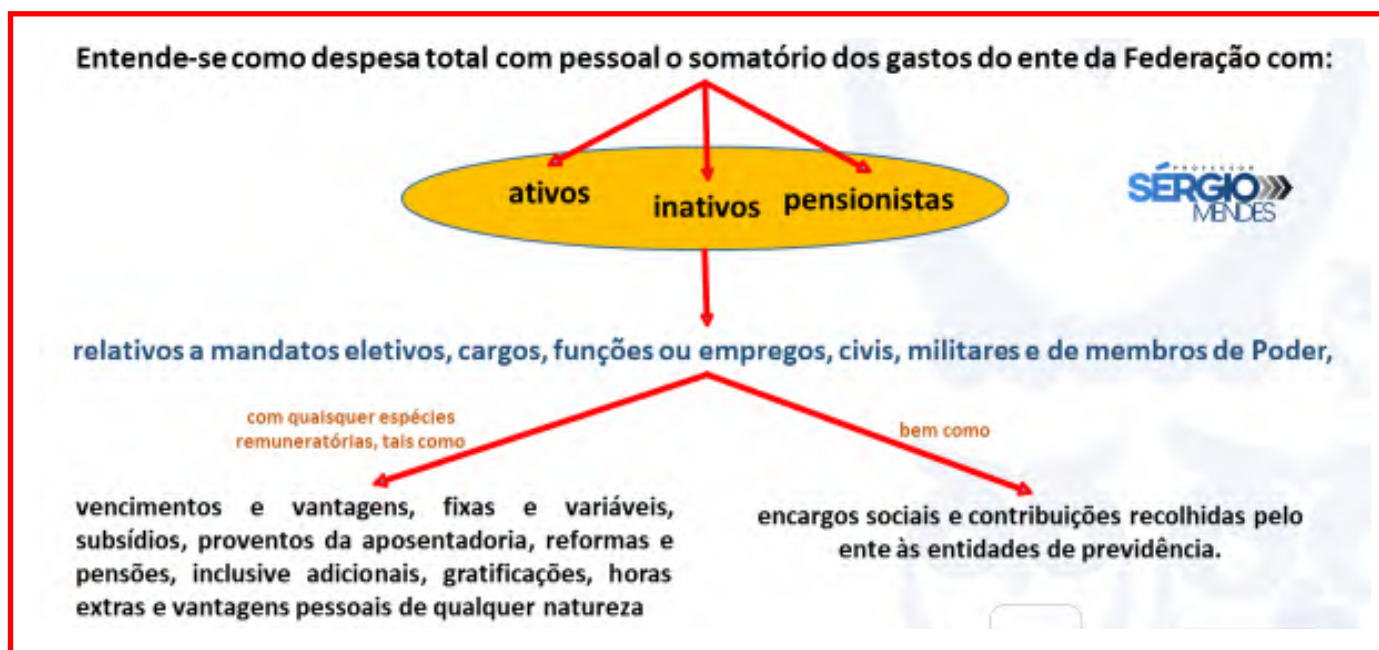 Entende-se como despesa total com pessoal o somatório dos gastos do ente da Federação com:
ativos
inativos
pensionistas
PROFESSOR
SÉRGIO
MENDES
relativos a mandatos eletivos, cargos, funções ou empregos, civis, militares e de membros de Poder,
com quaisquer espécies
remuneratórias, tais como
bem como
vencimentos e vantagens, fixas e variáveis,
subsídios, proventos da aposentadoria, reformas e
pensões, inclusive adicionais, gratificações, horas
extras e vantagens pessoais de qualquer natureza
encargos sociais e contribuições recolhidas pelo
ente às entidades de previdência.